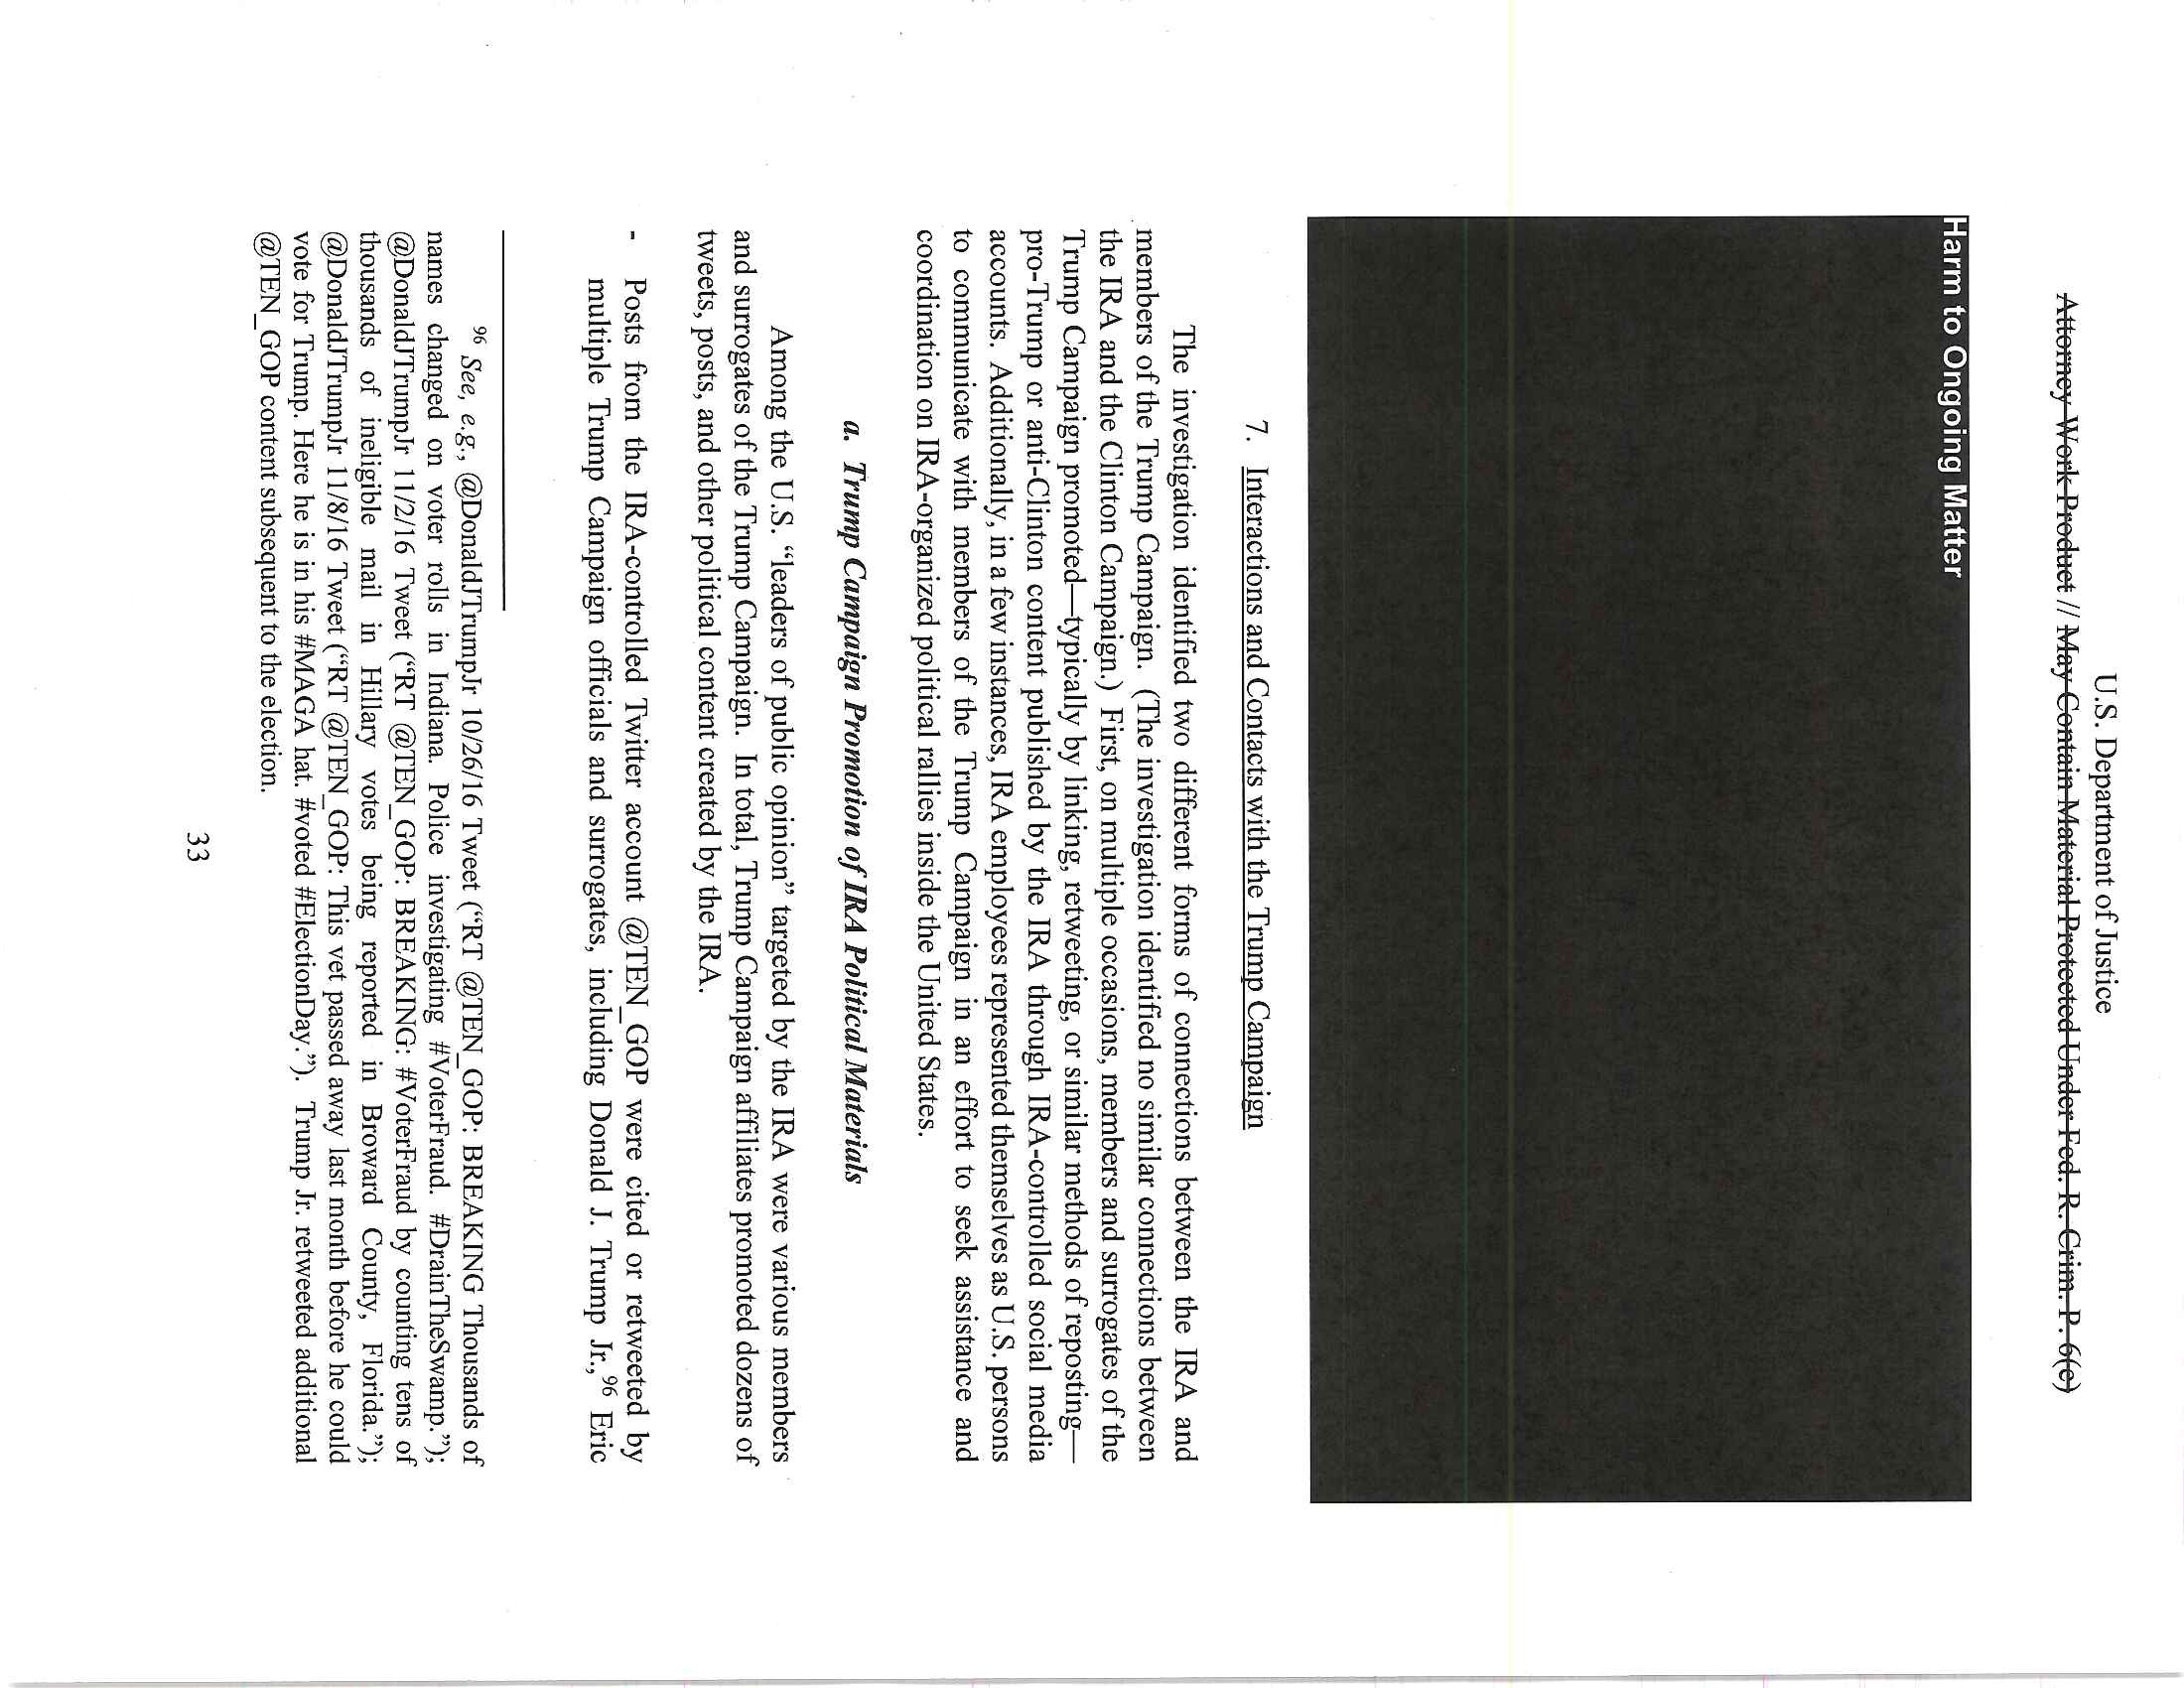 U.S. Department of Justice
Attorney Work Product // May Contain Material Protected Under Fed. R. Crim. P. 6(e)
Harm to Ongoing Matter
7. Interactions and Contacts with the Trump Campaign
The investigation identified two different forms of connections between the IRA and
members of the Trump Campaign. (The investigation identified no similar connections between
the IRA and the Clinton Campaign.) First, on multiple occasions, members and surrogates of the
Trump Campaign promoted—typically by linking, retweeting, or similar methods of reposting—
pro-Trump or anti-Clinton content published by the IRA through IRA-controlled social media
accounts. Additionally, in a few instances, IRA employees represented themselves as U.S. persons
to communicate with members of the Trump Campaign in an effort to seek assistance and
coordination on IRA-organized political rallies inside the United States.
a. Trump Campaign Promotion of IRA Political Materials
Among the U.S. “leaders of public opinion” targeted by the IRA were various members
and surrogates of the Trump Campaign. In total, Trump Campaign affiliates promoted dozens of
tweets, posts, and other political content created by the IRA.
- Posts from the IRA-controlled Twitter account @TEN_GOP were cited or retweeted by
multiple Trump Campaign officials and surrogates, including Donald J. Trump Jr.,96 Eric
96 See, e.g., @DonaldJTrumpJr 10/26/16 Tweet (“RT @TEN_GOP: BREAKING Thousands of
names changed on voter rolls in Indiana. Police investigating #VoterFraud. #DrainTheSwamp.”);
@DonaldJTrumpJr 11/2/16 Tweet (“RT @TEN_GOP: BREAKING: #VoterFraud by counting tens of
thousands of ineligible mail in Hillary votes being reported in Broward County, Florida.”);
@DonaldJTrumpJr 11/8/16 Tweet (“RT @TEN_GOP: This vet passed away last month before he could
vote for Trump. Here he is in his #MAGA hat. #voted #ElectionDay.”). Trump Jr. retweeted additional
@TEN_GOP content subsequent to the election.
33